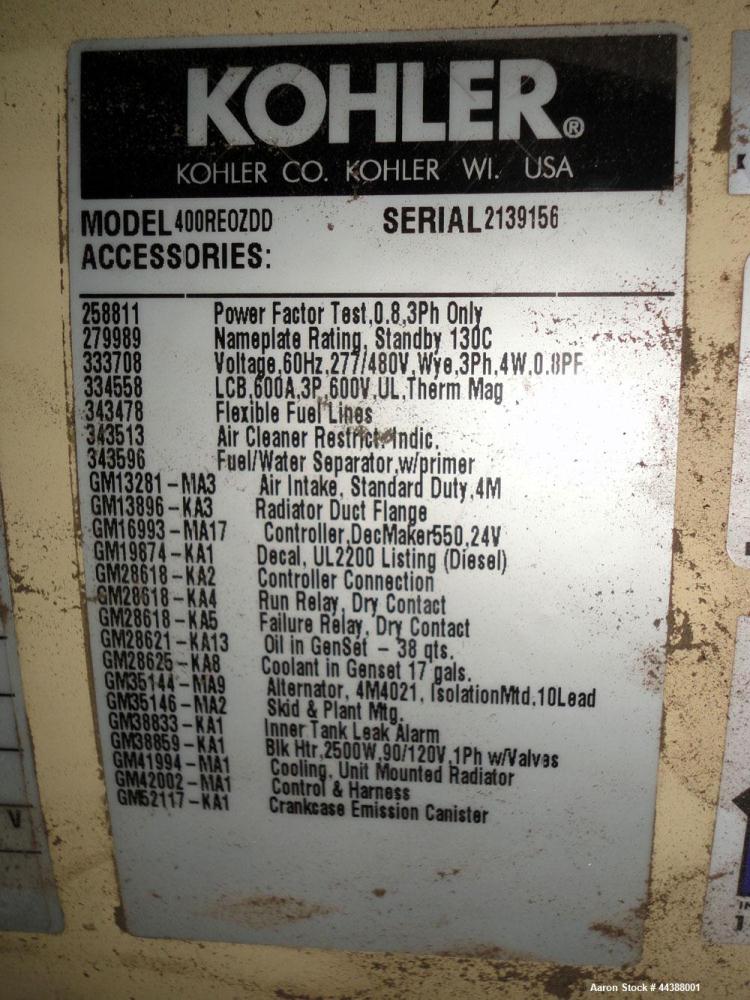 KOHLER®
KOHLER CO. KOHLER WI. USA
MODEL 400REOZDD SERIAL 2139156
ACCESSORIES:
258811 Power Factor Test,0.8,3Ph Only
279989 Nameplate Rating, Standby 130C
333708 Voltage,60Hz,277/480V,Wye,3Ph,4W,0.8PF
334558 LCB,600A,3P,600V,UL,Therm Mag
343478 Flexible Fuel Lines
343513 Air Cleaner Restrict. Indic.
343596 Fuel/Water Separator,w/primer
GM13281-MA3 Air Intake, Standard Duty,4M
GM13896-KA3 Radiator Duct Flange
GM16993-MA17 Controller,DecMaker550,24V
GM19874-KA1 Decal, UL2200 Listing (Diesel)
GM28618-KA2 Controller Connection
GM28618-KA4 Run Relay, Dry Contact
GM28618-KA5 Failure Relay, Dry Contact
GM28621-KA13 Oil in GenSet - 38 qts.
GM28625-KA8 Coolant in Genset 17 gals.
GM35144-MA9 Alternator, 4M4021, IsolationMtd,10Lead
GM35146-MA2 Skid & Plant Mtg.
GM38833-KA1 Inner Tank Leak Alarm
GM38859-KA1 Blk Htr,2500W,90/120V,1Ph w/Valves
GM41994-MA1 Cooling, Unit Mounted Radiator
GM42002-MA1 Control & Harness
GM52117-KA1 Crankcase Emission Canister
V
Aaron Stock # 44388001